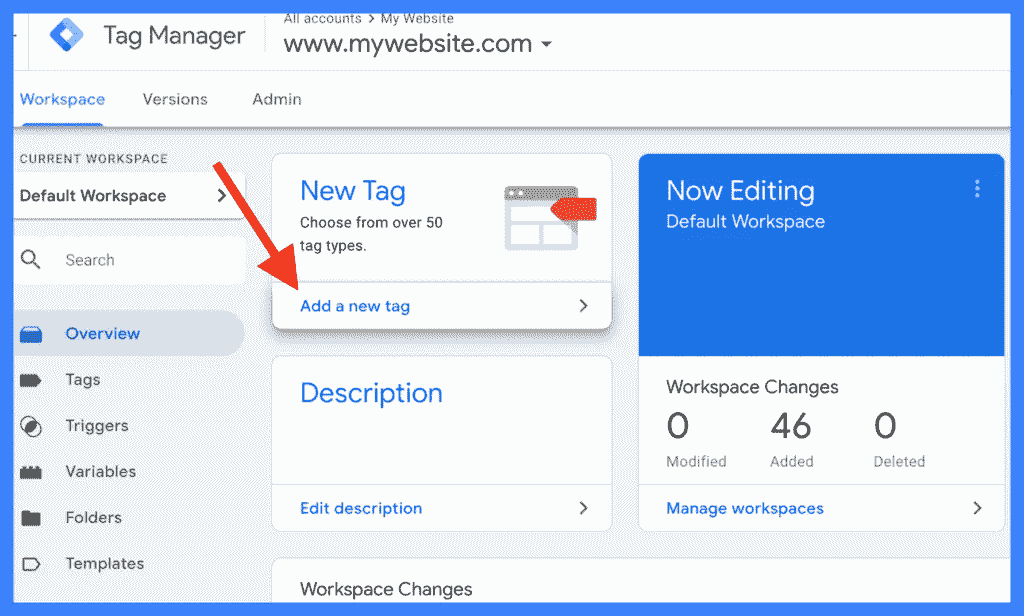 Tag Manager
All accounts > My Website
www.mywebsite.com
Workspace
Versions
Admin
CURRENT WORKSPACE
Default Workspace
Search
Overview
Tags
Triggers
Variables
Folders
Templates
New Tag
Choose from over 50
tag types.
Add a new tag
Description
Edit description
Now Editing
Default Workspace
Workspace Changes
0
46
0
Modified
Added
Deleted
Manage workspaces
Workspace Changes